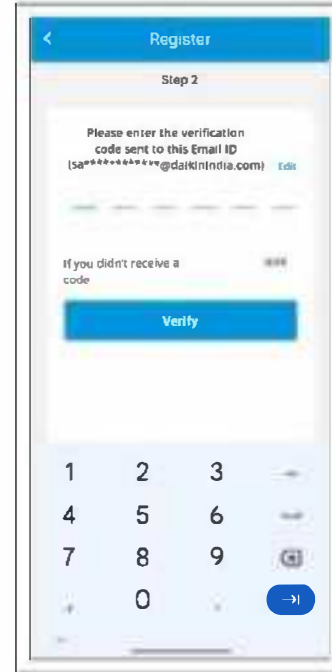 Register
Step 2
Please enter the verification
code sent to this Email ID
(sa************@daikinindia.com) Edit
If you didn't receive a
code
Verify
1 2 3
4 5 6
7 8 9
0